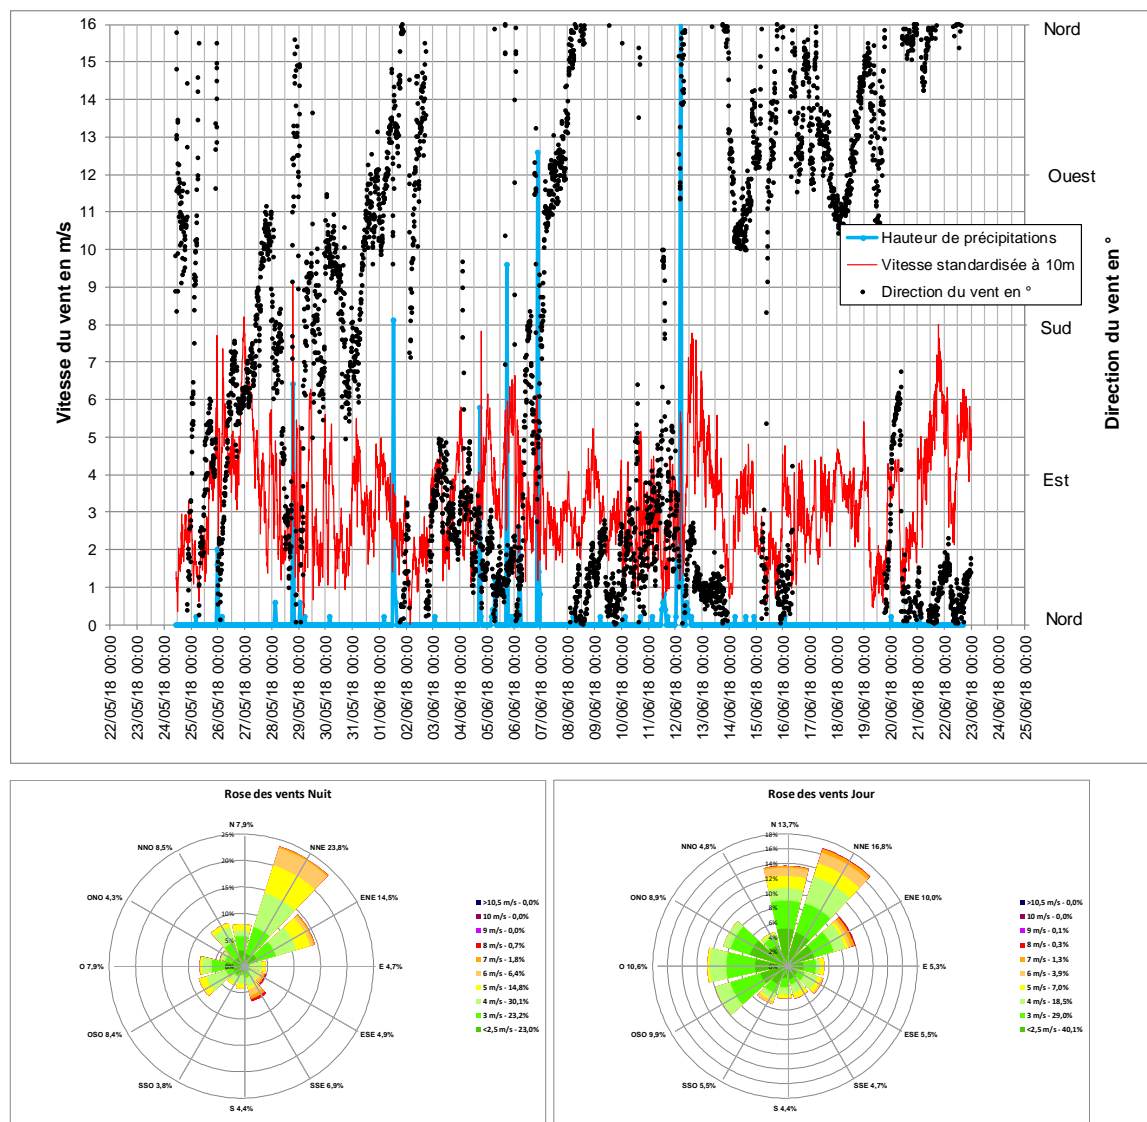 16
15
14
13
12
11
10
9
8
7
6
5
4
3
2
1
0
Vitesse du vent en m/s
Nord
Ouest
Sud
Est
Nord
Direction du vent en °
Hauteur de précipitations
Vitesse standardisée à 10m
Direction du vent en °
22/05/18 00:00
23/05/18 00:00
24/05/18 00:00
25/05/18 00:00
26/05/18 00:00
27/05/18 00:00
28/05/18 00:00
29/05/18 00:00
30/05/18 00:00
31/05/18 00:00
01/06/18 00:00
02/06/18 00:00
03/06/18 00:00
04/06/18 00:00
05/06/18 00:00
06/06/18 00:00
07/06/18 00:00
08/06/18 00:00
09/06/18 00:00
10/06/18 00:00
11/06/18 00:00
12/06/18 00:00
13/06/18 00:00
14/06/18 00:00
15/06/18 00:00
16/06/18 00:00
17/06/18 00:00
18/06/18 00:00
19/06/18 00:00
20/06/18 00:00
21/06/18 00:00
22/06/18 00:00
23/06/18 00:00
24/06/18 00:00
25/06/18 00:00
Rose des vents Nuit
N 7,9%
NNE 23,8%
ENE 14,5%
E 4,7%
ESE 4,9%
SSE 6,9%
S 4,4%
SSO 3,8%
OSO 8,4%
O 7,9%
ONO 4,3%
NNO 8,5%
25%
20%
15%
10%
5%
>10,5 m/s - 0,0%
10 m/s - 0,0%
9 m/s - 0,0%
8 m/s - 0,7%
7 m/s - 1,8%
6 m/s - 6,4%
5 m/s - 14,8%
4 m/s - 30,1%
3 m/s - 23,2%
<2,5 m/s - 23,0%
Rose des vents Jour
N 13,7%
NNE 16,8%
ENE 10,0%
E 5,3%
ESE 5,5%
SSE 4,7%
S 4,4%
SSO 5,5%
OSO 9,9%
O 10,6%
ONO 8,9%
NNO 4,8%
18%
16%
14%
12%
10%
8%
6%
4%
2%
>10,5 m/s - 0,0%
10 m/s - 0,0%
9 m/s - 0,1%
8 m/s - 0,3%
7 m/s - 1,3%
6 m/s - 3,9%
5 m/s - 7,0%
4 m/s - 18,5%
3 m/s - 29,0%
<2,5 m/s - 40,1%